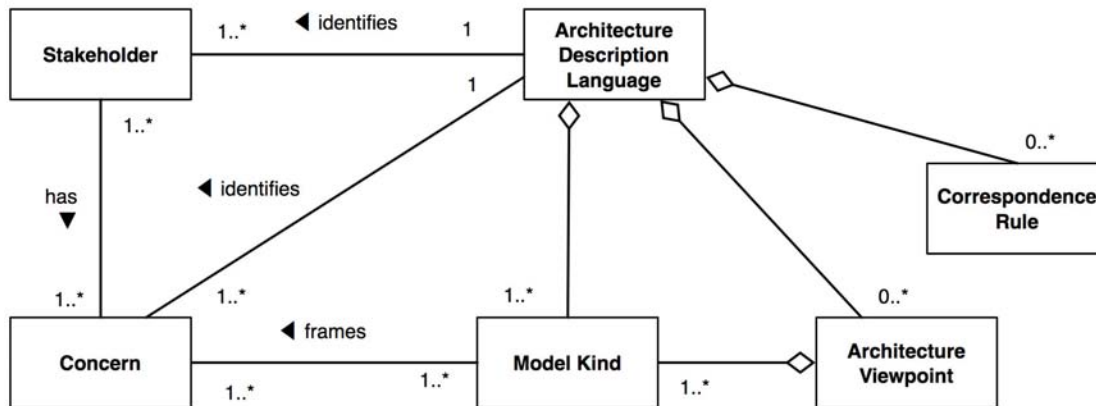 Stakeholder
1..*
◀ identifies
1
Architecture
Description
Language
1
1..*
has
▼
◀ identifies
0..*
Correspondence
Rule
1..*
1..*
1..*
0..*
Concern
◀ frames
Model Kind
Architecture
Viewpoint
1..*
1..*
1..*